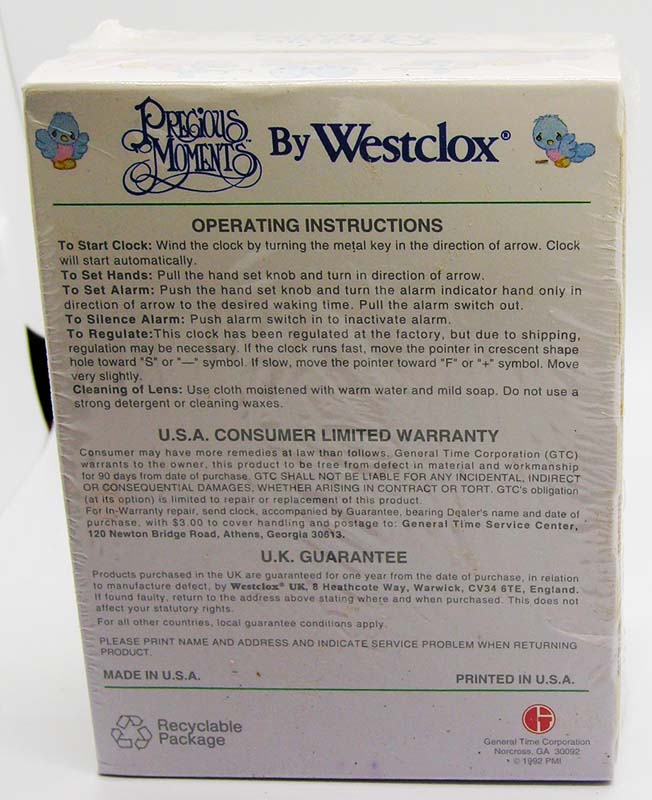 PRECIOUS MOMENTS By Westclox®
OPERATING INSTRUCTIONS
To Start Clock: Wind the clock by turning the metal key in the direction of arrow. Clock
will start automatically.
To Set Hands: Pull the hand set knob and turn in direction of arrow.
To Set Alarm: Push the hand set knob and turn the alarm indicator hand only in
direction of arrow to the desired waking time. Pull the alarm switch out.
To Silence Alarm: Push alarm switch in to inactivate alarm.
To Regulate:This clock has been regulated at the factory, but due to shipping,
regulation may be necessary. If the clock runs fast, move the pointer in crescent shape
hole toward "S" or "—" symbol. If slow, move the pointer toward "F" or "+" symbol. Move
very slightly.
Cleaning of Lens: Use cloth moistened with warm water and mild soap. Do not use a
strong detergent or cleaning waxes.
U.S.A. CONSUMER LIMITED WARRANTY
Consumer may have more remedies at law than follows. General Time Corporation (GTC)
warrants to the owner, this product to be free from defect in material and workmanship
for 90 days from date of purchase. GTC SHALL NOT BE LIABLE FOR ANY INCIDENTAL, INDIRECT
OR CONSEQUENTIAL DAMAGES, WHETHER ARISING IN CONTRACT OR TORT. GTC's obligation
(at its option) is limited to repair or replacement of this product.
For In-Warranty repair, send clock, accompanied by Guarantee, bearing Dealer's name and date of
purchase, with $3.00 to cover handling and postage to: General Time Service Center,
120 Newton Bridge Road, Athens, Georgia 30613.
U.K. GUARANTEE
Products purchased in the UK are guaranteed for one year from the date of purchase, in relation
to manufacture defect, by Westclox® UK, 8 Heathcote Way, Warwick, CV34 6TE, England.
If found faulty, return to the address above stating where and when purchased. This does not
affect your statutory rights.
For all other countries, local guarantee conditions apply.
PLEASE PRINT NAME AND ADDRESS AND INDICATE SERVICE PROBLEM WHEN RETURNING
PRODUCT.
MADE IN U.S.A. PRINTED IN U.S.A.
Recyclable
Package
General Time Corporation
Norcross, GA 30092
© 1992 PMI